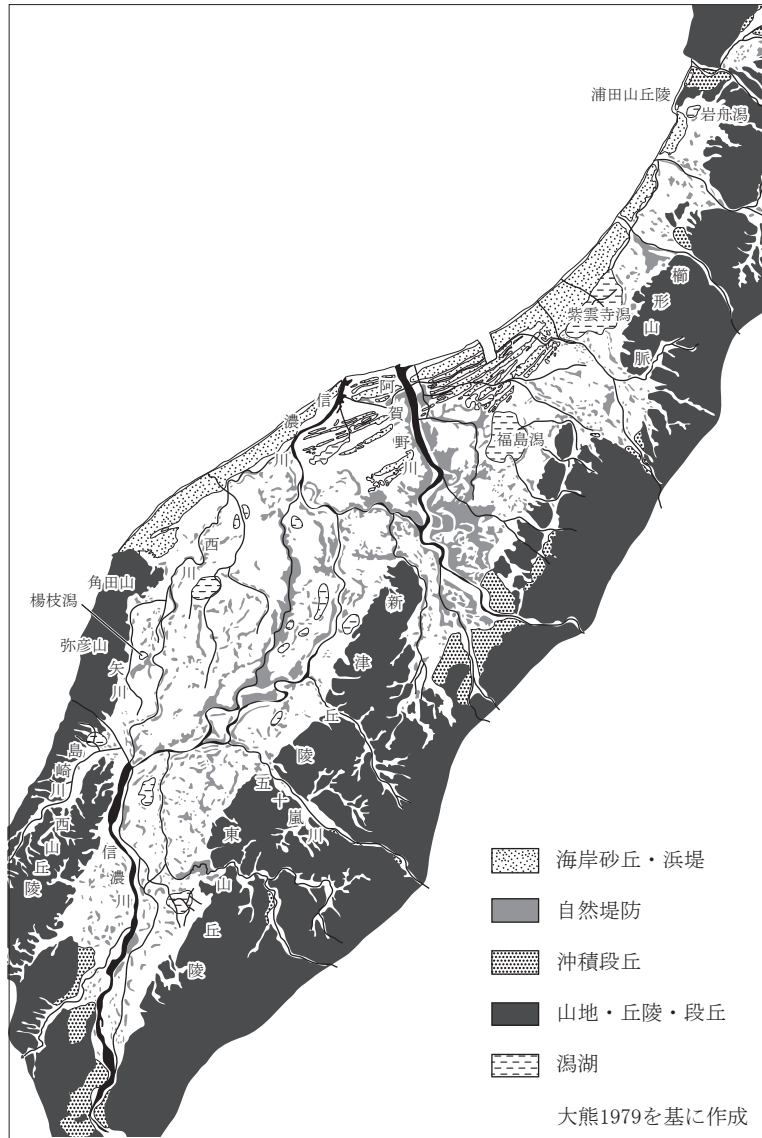 浦田山丘陵
岩舟潟
櫛形山脈
紫雲寺潟
阿賀野川
信濃川
福島潟
西川
角田山
楊枝潟
弥彦山
矢川
新津丘陵
島崎川
西山丘陵
信濃川
五十嵐川
東山丘陵
海岸砂丘・浜堤
自然堤防
沖積段丘
山地・丘陵・段丘
潟湖
大熊1979を基に作成